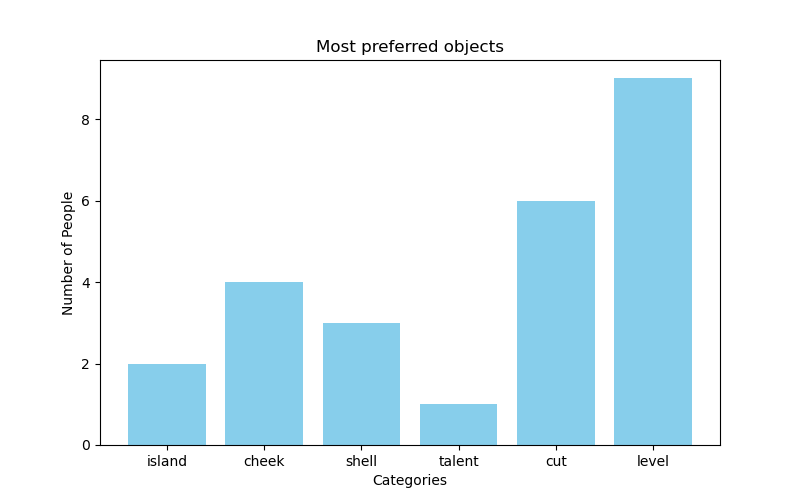 Most preferred objects
Number of People
8
6
4
2
0
island cheek shell talent cut level
Categories